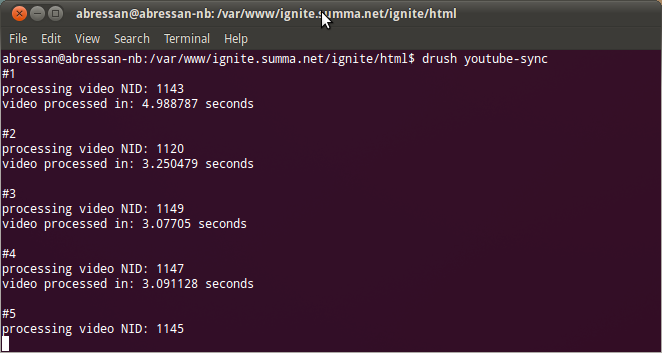 abressan@abressan-nb: /var/www/ignite.summa.net/ignite/html
File Edit View Search Terminal Help
abressan@abressan-nb:/var/www/ignite.summa.net/ignite/html$ drush youtube-sync
#1
processing video NID: 1143
video processed in: 4.988787 seconds
#2
processing video NID: 1120
video processed in: 3.250479 seconds
#3
processing video NID: 1149
video processed in: 3.07705 seconds
#4
processing video NID: 1147
video processed in: 3.091128 seconds
#5
processing video NID: 1145